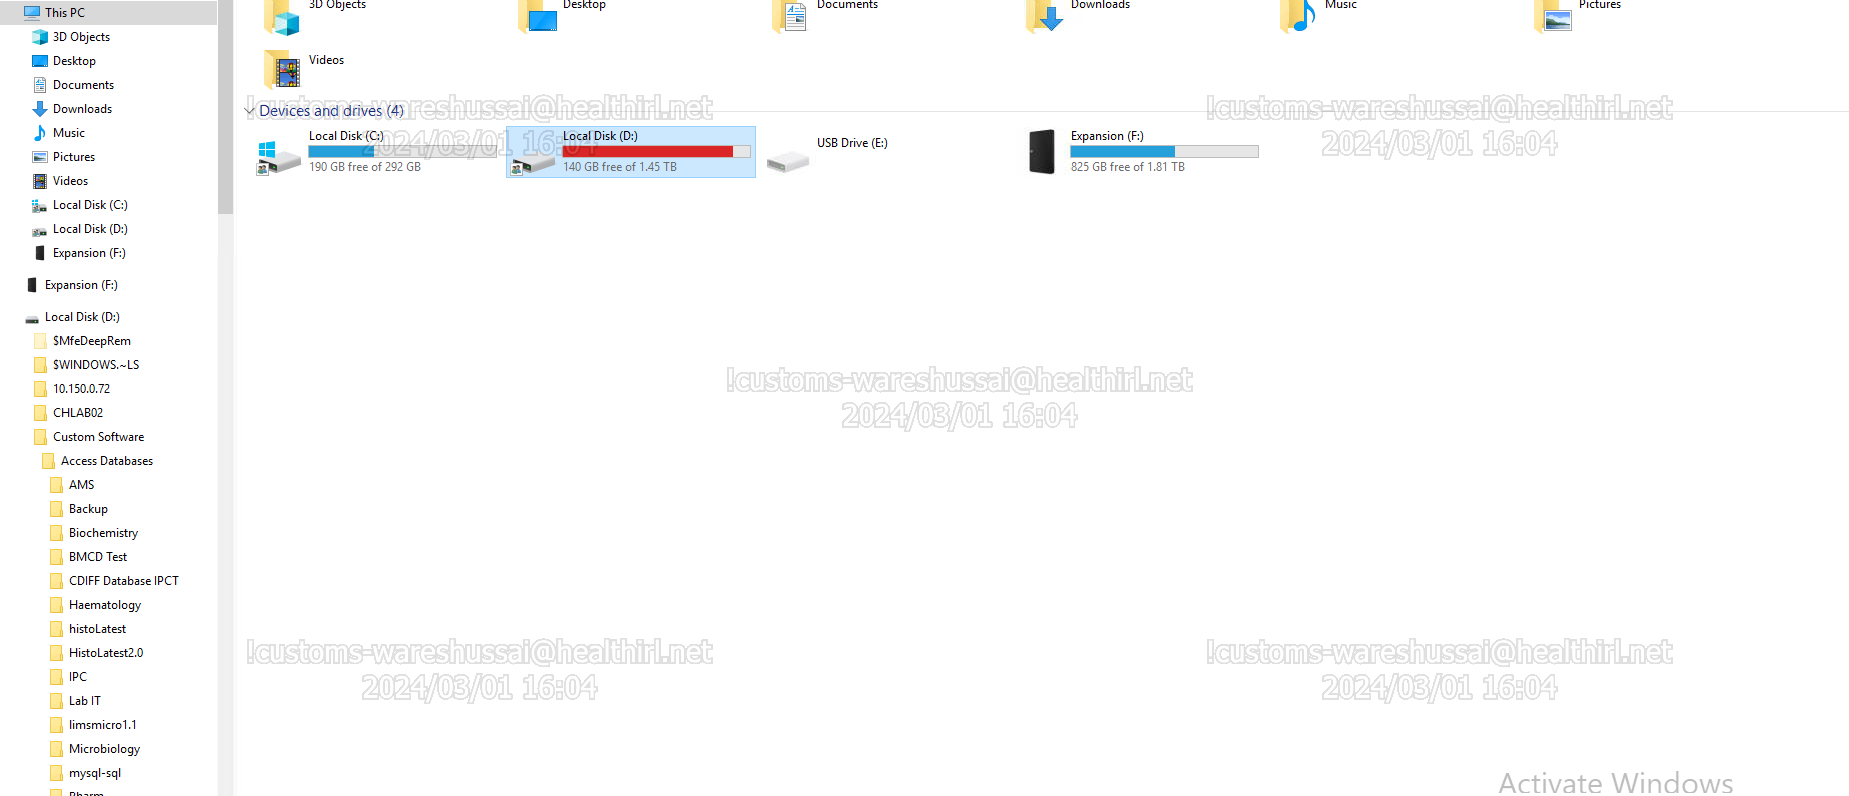 This PC
3D Objects
Desktop
Documents
Downloads
Music
Pictures
Videos
Local Disk (C:)
Local Disk (D:)
Expansion (F:)
Expansion (F:)
Local Disk (D:)
$MfeDeepRem
$WINDOWS.~LS
10.150.0.72
CHLAB02
Custom Software
Access Databases
AMS
Backup
Biochemistry
BMCD Test
CDIFF Database IPCT
Haematology
histoLatest
HistoLatest2.0
IPC
Lab IT
limsmicro1.1
Microbiology
mysql-sql
3D Objects
Desktop
Documents
Downloads
Music
Pictures
Videos
Devices and drives (4)
Local Disk (C:)
190 GB free of 292 GB
Local Disk (D:)
140 GB free of 1.45 TB
USB Drive (E:)
Expansion (F:)
825 GB free of 1.81 TB
!customs-wareshussai@healthirl.net
2024/03/01 16:04
!customs-wareshussai@healthirl.net
2024/03/01 16:04
!customs-wareshussai@healthirl.net
2024/03/01 16:04
!customs-wareshussai@healthirl.net
2024/03/01 16:04
!customs-wareshussai@healthirl.net
2024/03/01 16:04
Activate Windows